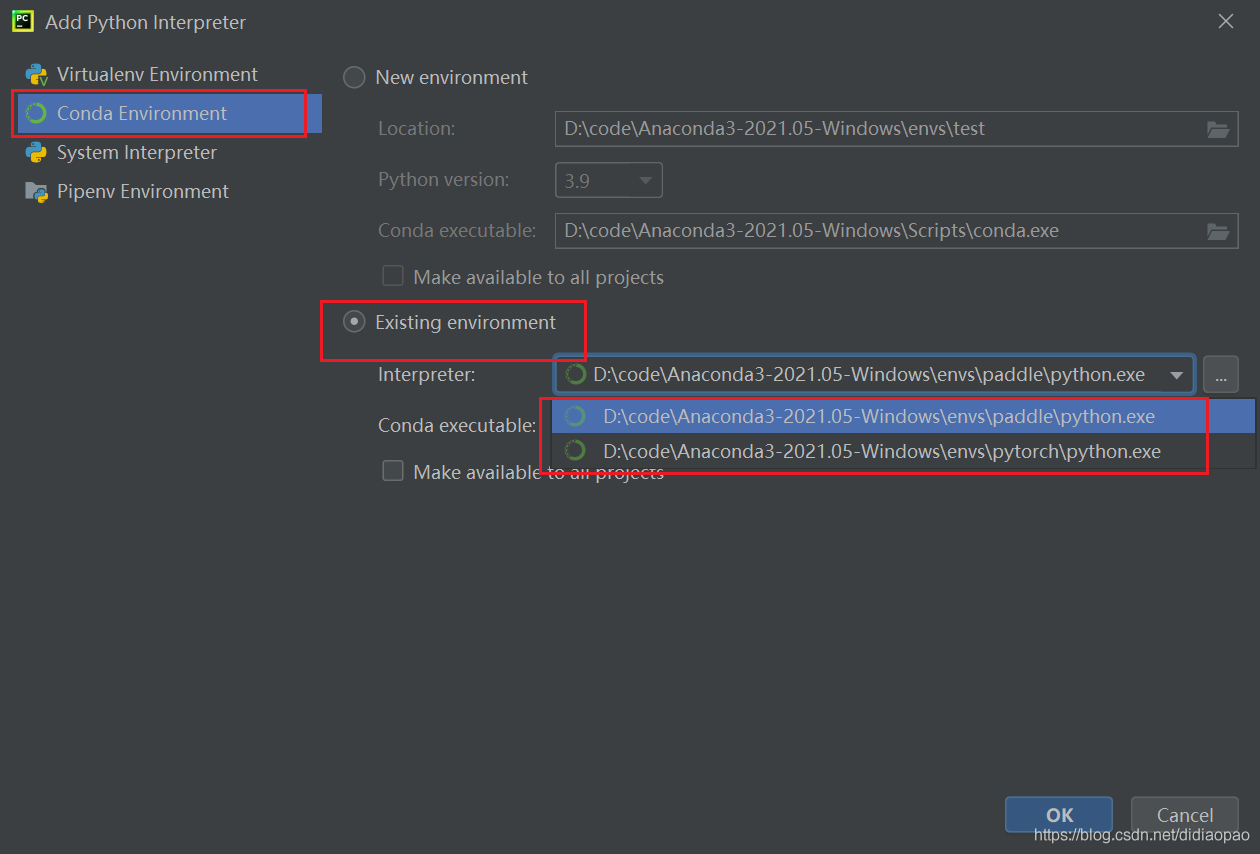 PC
Add Python Interpreter
Virtualenv Environment
Conda Environment
System Interpreter
Pipenv Environment
New environment
Location: D:\code\Anaconda3-2021.05-Windows\envs\test
Python version: 3.9
Conda executable: D:\code\Anaconda3-2021.05-Windows\Scripts\conda.exe
Make available to all projects
Existing environment
Interpreter: D:\code\Anaconda3-2021.05-Windows\envs\paddle\python.exe ...
D:\code\Anaconda3-2021.05-Windows\envs\paddle\python.exe
Conda executable:
D:\code\Anaconda3-2021.05-Windows\envs\pytorch\python.exe
Make available to all projects
OK Cancel
https://blog.csdn.net/didiaopao